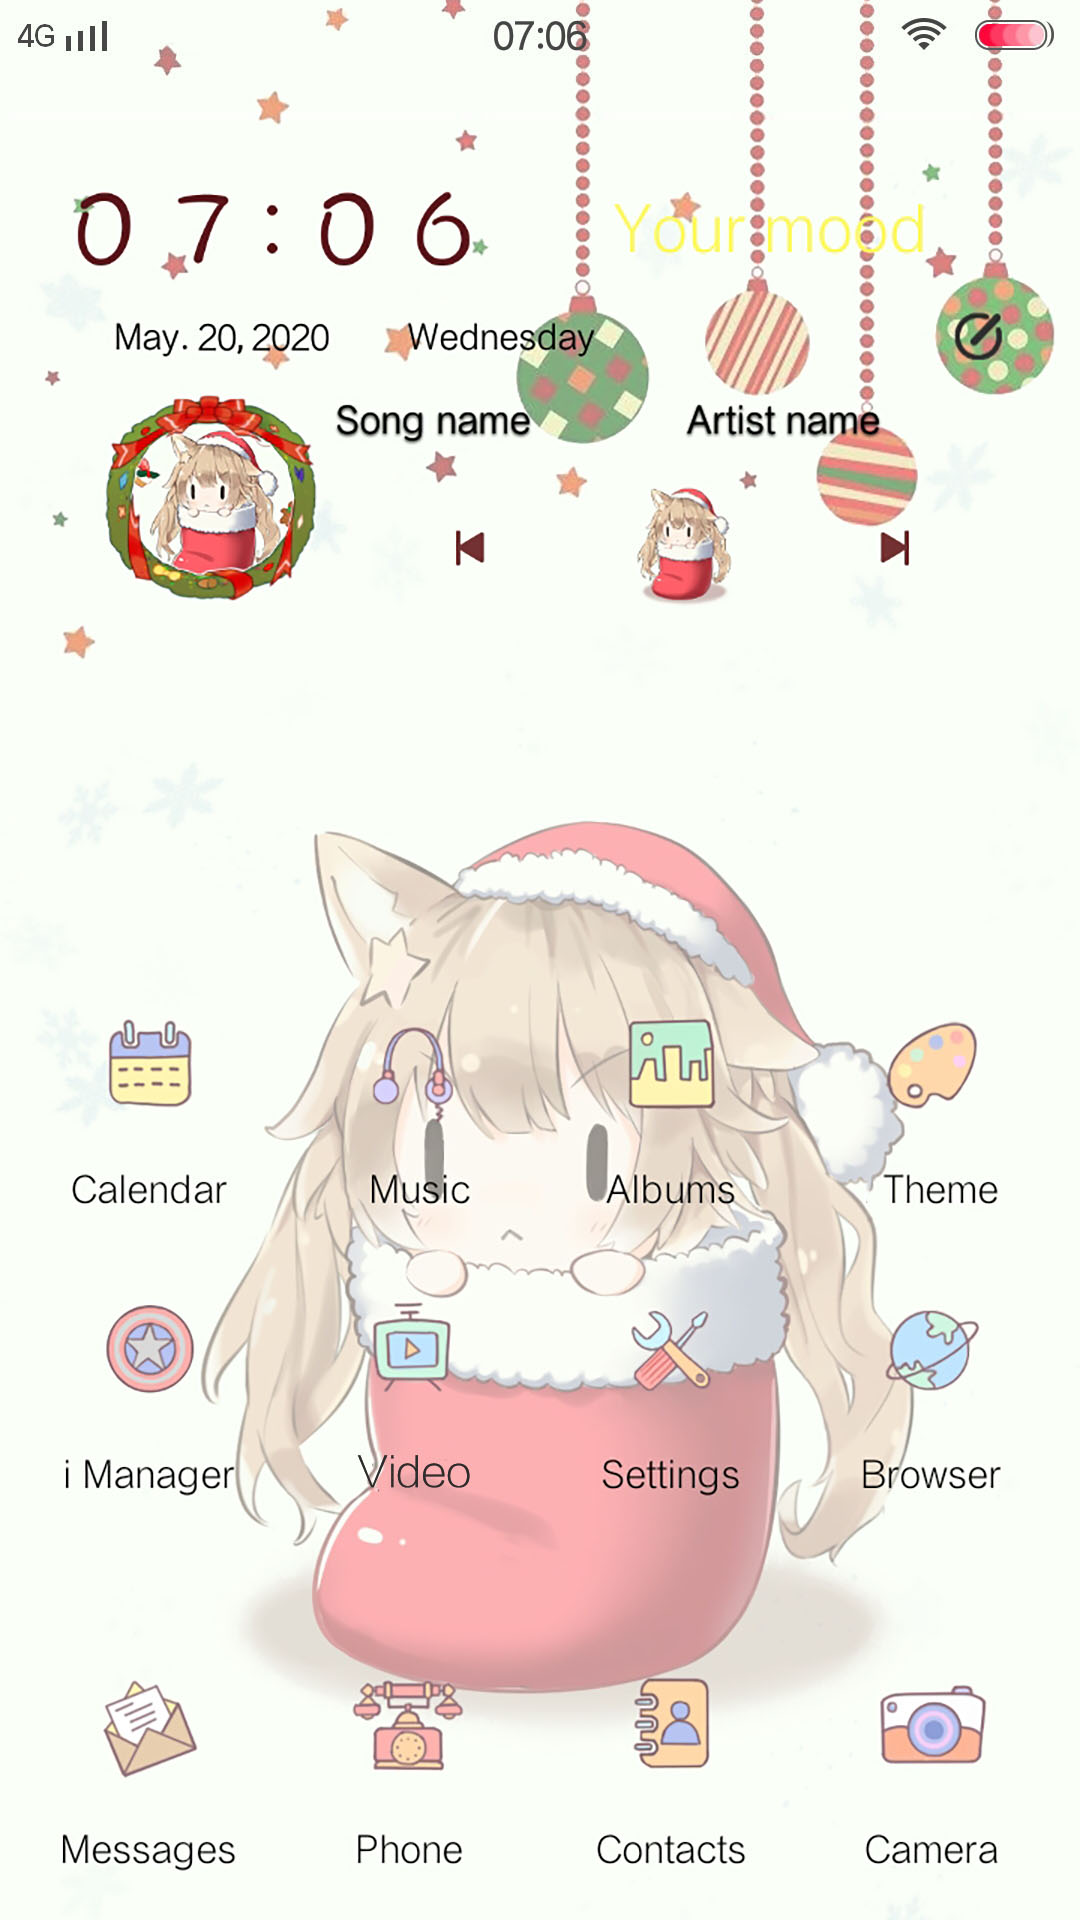 4G 07:06
07:06 Your mood
May. 20, 2020 Wednesday
Song name Artist name
Calendar Music Albums Theme
i Manager Video Settings Browser
Messages Phone Contacts Camera